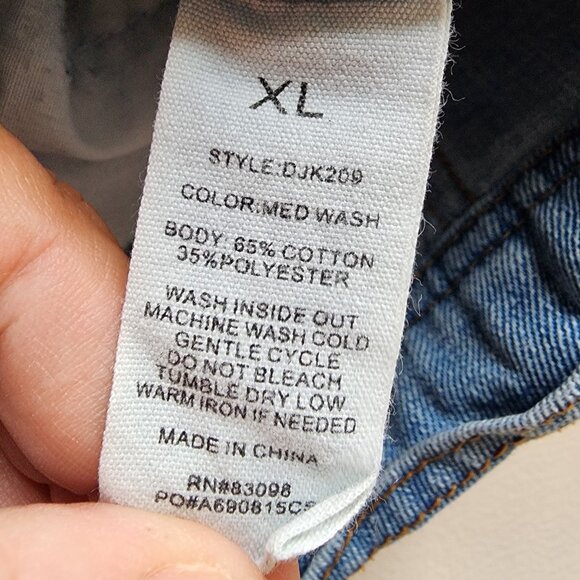 XL
STYLE:DJK209
COLOR:MED WASH
BODY: 65% COTTON
35%POLYESTER
WASH INSIDE OUT
MACHINE WASH COLD
GENTLE CYCLE
DO NOT BLEACH
TUMBLE DRY LOW
WARM IRON IF NEEDED
MADE IN CHINA
RN#83098
PO#A690815